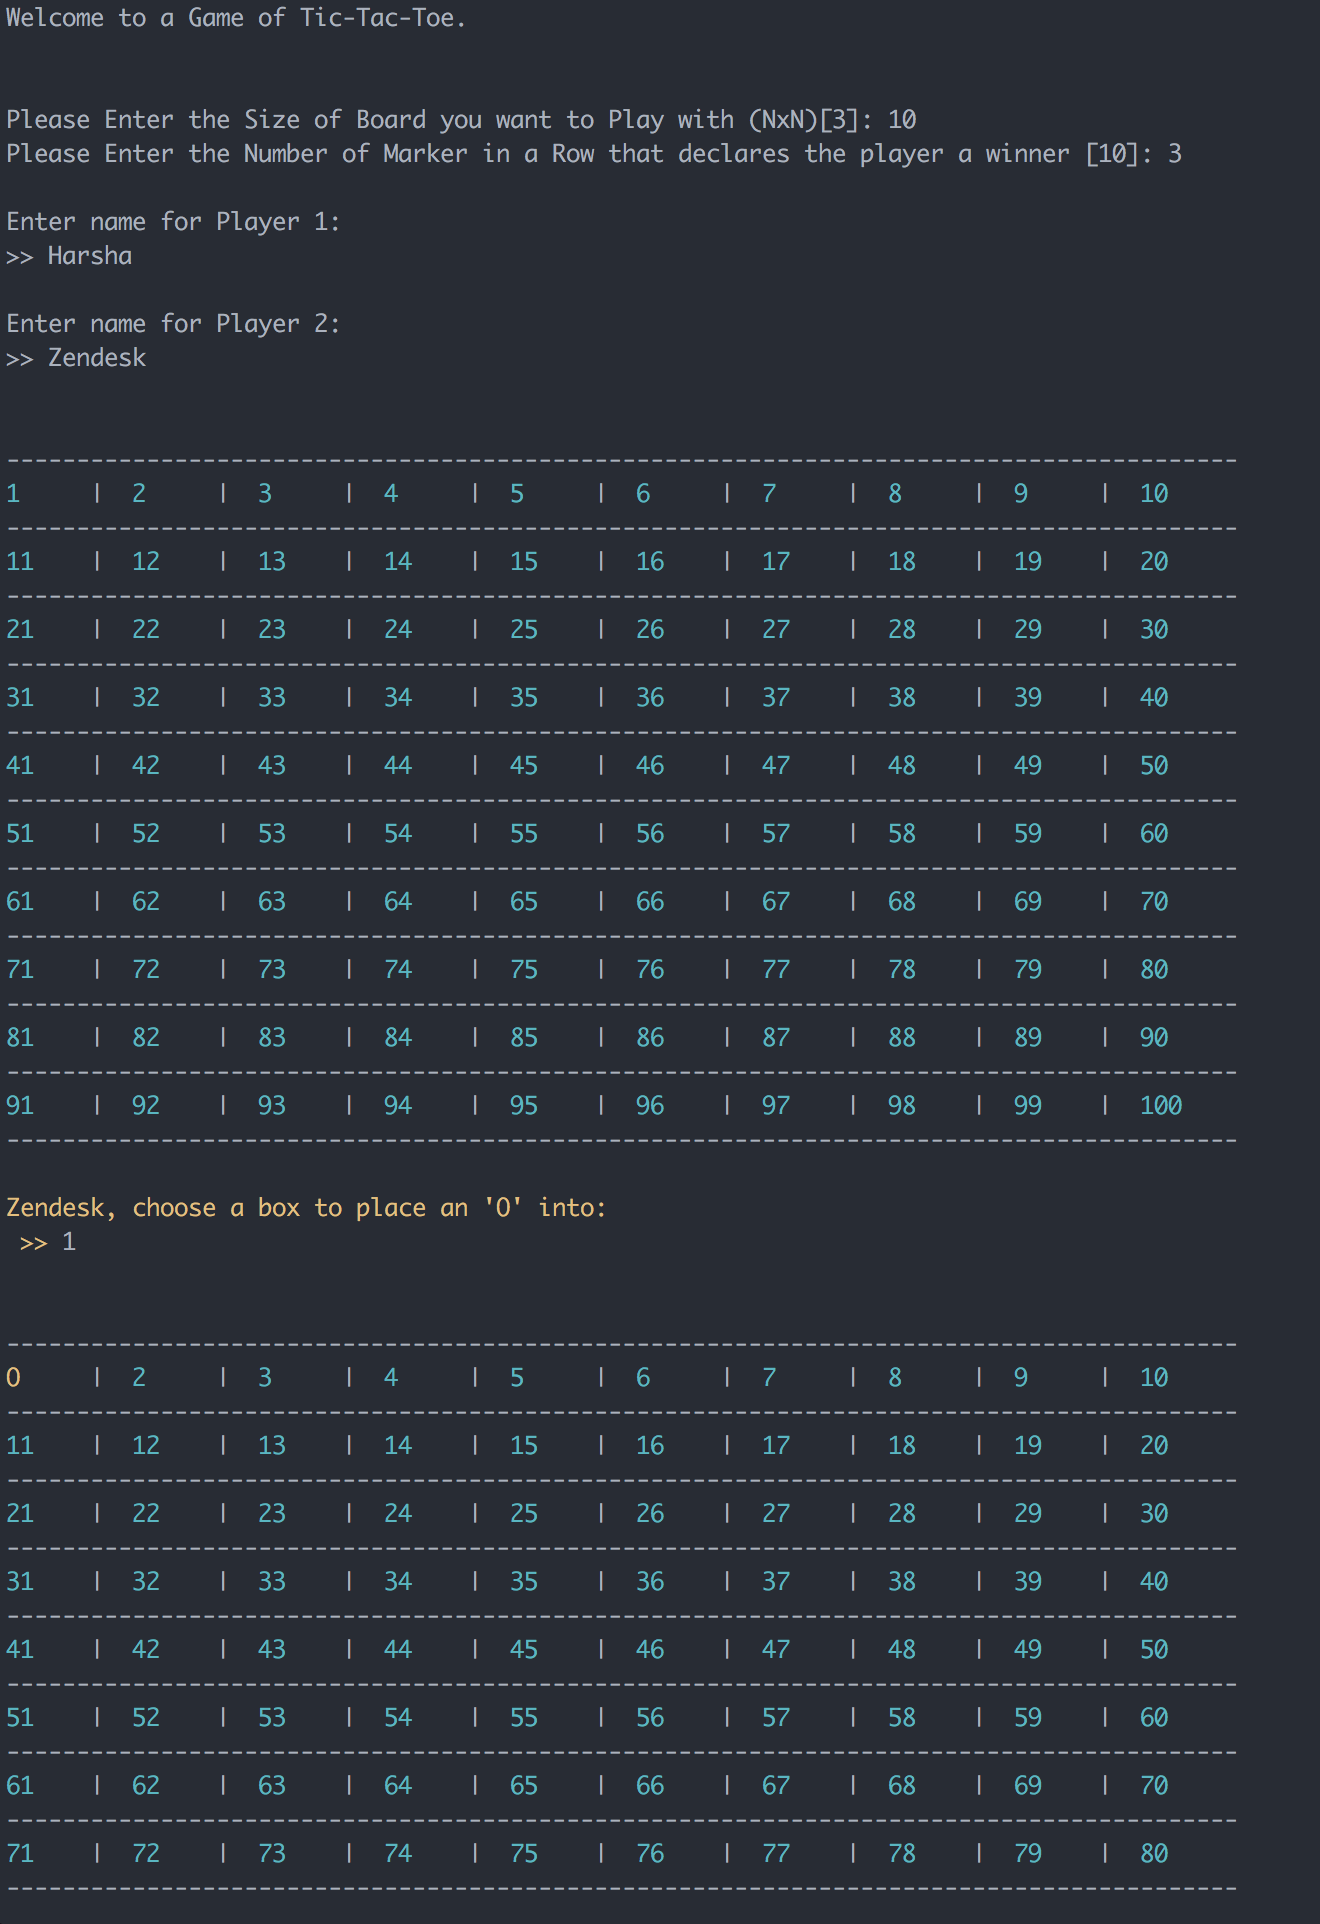 Welcome to a Game of Tic-Tac-Toe.
Please Enter the Size of Board you want to Play with (NxN)[3]: 10
Please Enter the Number of Marker in a Row that declares the player a winner [10]: 3
Enter name for Player 1:
>> Harsha
Enter name for Player 2:
>> Zendesk
----------------------------------------------------------------------------------------
1     |  2     |  3     |  4     |  5     |  6     |  7     |  8     |  9     |  10
----------------------------------------------------------------------------------------
11    |  12    |  13    |  14    |  15    |  16    |  17    |  18    |  19    |  20
----------------------------------------------------------------------------------------
21    |  22    |  23    |  24    |  25    |  26    |  27    |  28    |  29    |  30
----------------------------------------------------------------------------------------
31    |  32    |  33    |  34    |  35    |  36    |  37    |  38    |  39    |  40
----------------------------------------------------------------------------------------
41    |  42    |  43    |  44    |  45    |  46    |  47    |  48    |  49    |  50
----------------------------------------------------------------------------------------
51    |  52    |  53    |  54    |  55    |  56    |  57    |  58    |  59    |  60
----------------------------------------------------------------------------------------
61    |  62    |  63    |  64    |  65    |  66    |  67    |  68    |  69    |  70
----------------------------------------------------------------------------------------
71    |  72    |  73    |  74    |  75    |  76    |  77    |  78    |  79    |  80
----------------------------------------------------------------------------------------
81    |  82    |  83    |  84    |  85    |  86    |  87    |  88    |  89    |  90
----------------------------------------------------------------------------------------
91    |  92    |  93    |  94    |  95    |  96    |  97    |  98    |  99    |  100
----------------------------------------------------------------------------------------
Zendesk, choose a box to place an 'O' into:
 >> 1
----------------------------------------------------------------------------------------
O     |  2     |  3     |  4     |  5     |  6     |  7     |  8     |  9     |  10
----------------------------------------------------------------------------------------
11    |  12    |  13    |  14    |  15    |  16    |  17    |  18    |  19    |  20
----------------------------------------------------------------------------------------
21    |  22    |  23    |  24    |  25    |  26    |  27    |  28    |  29    |  30
----------------------------------------------------------------------------------------
31    |  32    |  33    |  34    |  35    |  36    |  37    |  38    |  39    |  40
----------------------------------------------------------------------------------------
41    |  42    |  43    |  44    |  45    |  46    |  47    |  48    |  49    |  50
----------------------------------------------------------------------------------------
51    |  52    |  53    |  54    |  55    |  56    |  57    |  58    |  59    |  60
----------------------------------------------------------------------------------------
61    |  62    |  63    |  64    |  65    |  66    |  67    |  68    |  69    |  70
----------------------------------------------------------------------------------------
71    |  72    |  73    |  74    |  75    |  76    |  77    |  78    |  79    |  80
----------------------------------------------------------------------------------------